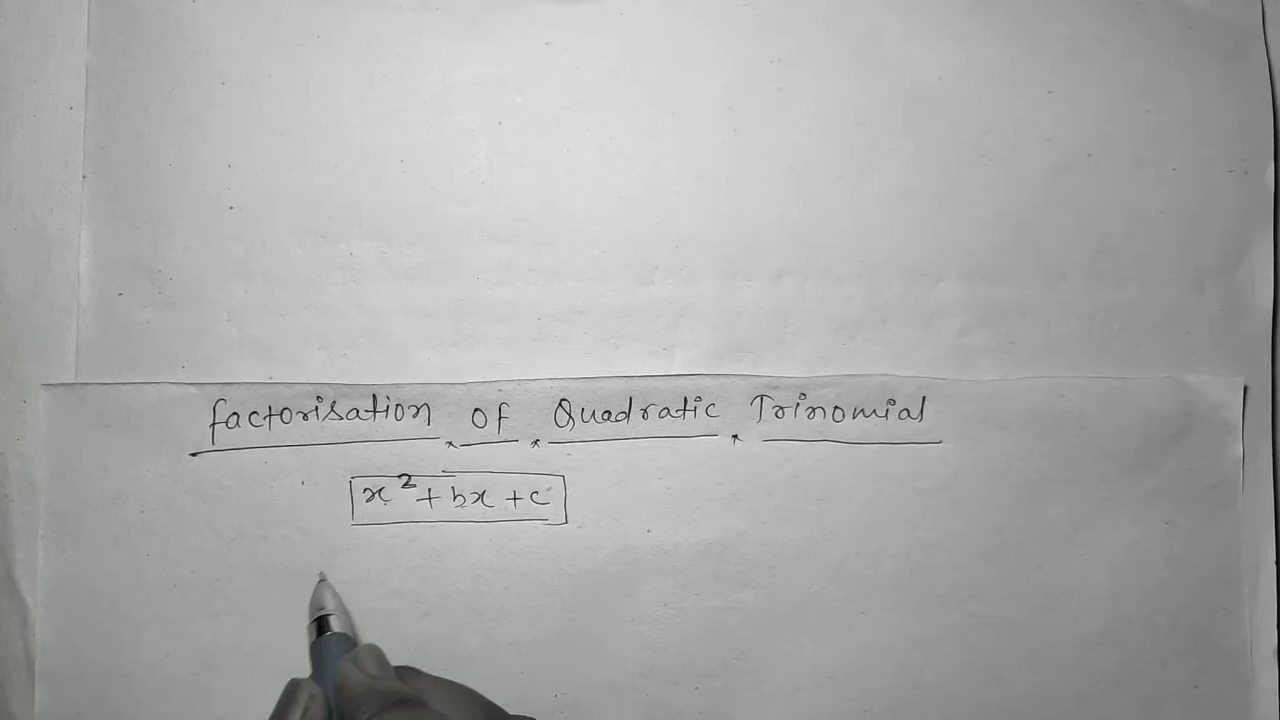 factorisation of Quadratic Trinomial
x² + bx + c